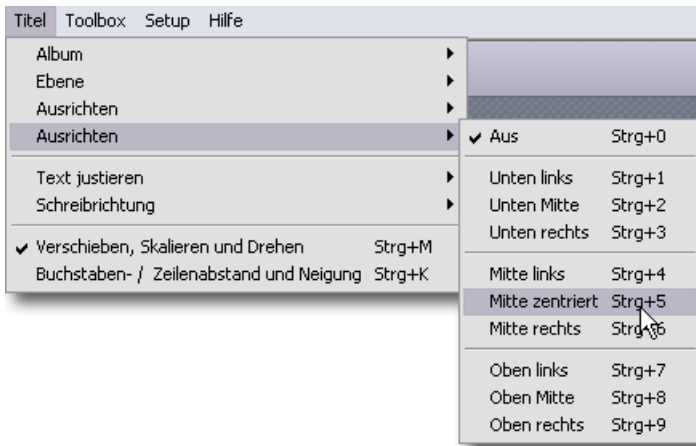 Titel Toolbox Setup Hilfe
Album
Ebene
Ausrichten
Ausrichten
Text justieren
Schreibrichtung
Verschieben, Skalieren und Drehen Strg+M
Buchstaben- / Zeilenabstand und Neigung Strg+K
Aus Strg+0
Unten links Strg+1
Unten Mitte Strg+2
Unten rechts Strg+3
Mitte links Strg+4
Mitte zentriert Strg+5
Mitte rechts Strg+6
Oben links Strg+7
Oben Mitte Strg+8
Oben rechts Strg+9